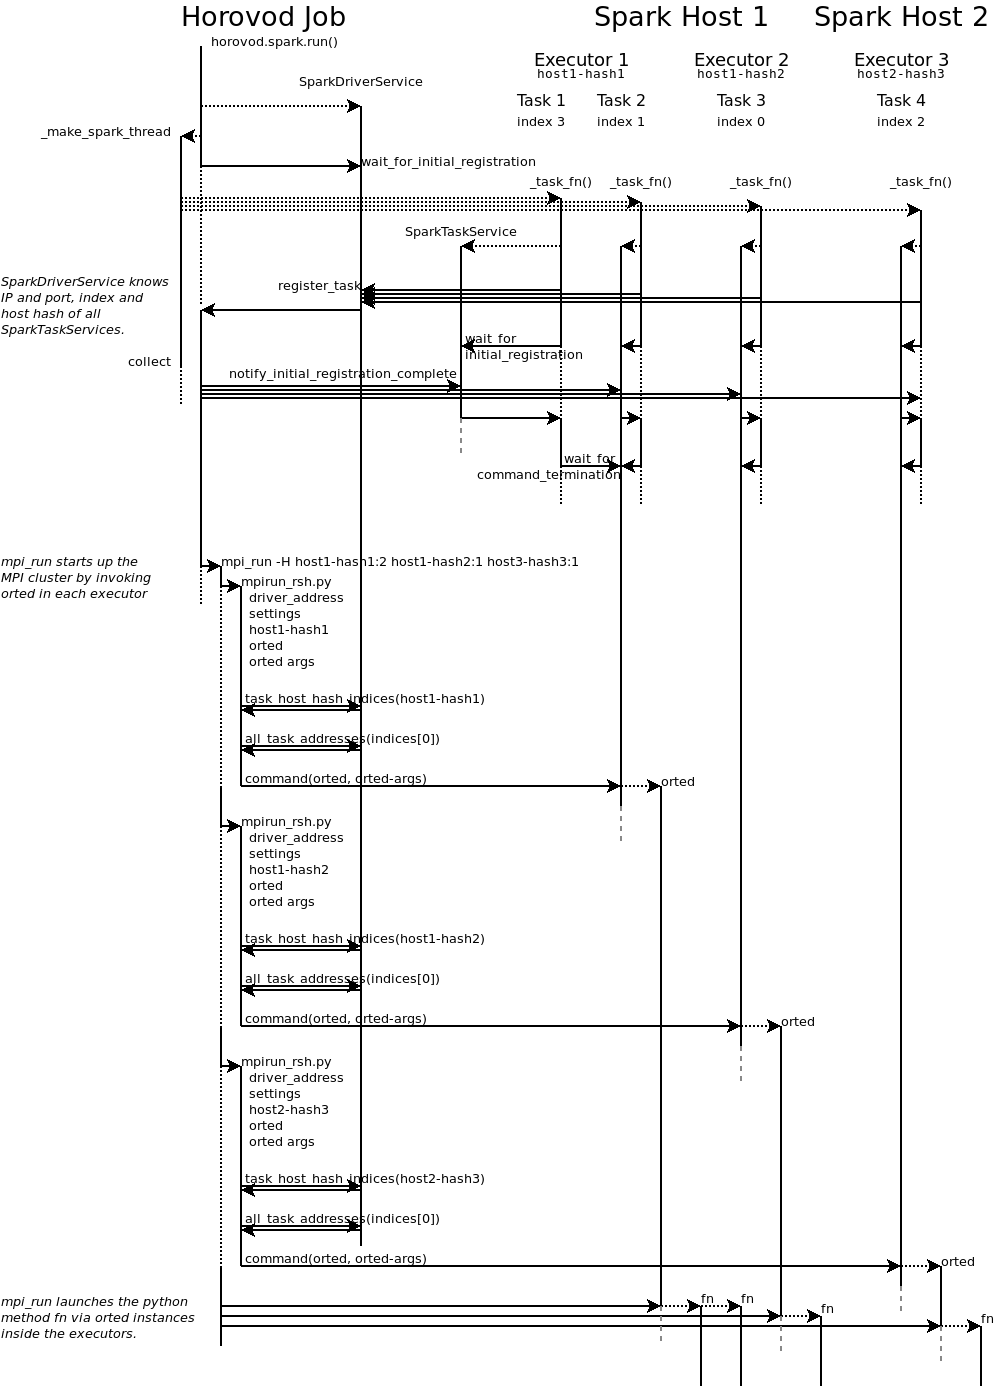 Horovod Job
Spark Host 1
Spark Host 2
horovod.spark.run()
Executor 1
host1-hash1
Executor 2
host1-hash2
Executor 3
host2-hash3
SparkDriverService
Task 1
index 3
Task 2
index 1
Task 3
index 0
Task 4
index 2
_make_spark_thread
wait_for_initial_registration
_task_fn()
_task_fn()
_task_fn()
_task_fn()
SparkTaskService
SparkDriverService knows
IP and port, index and
host hash of all
SparkTaskServices.
register_task
wait_for
initial_registration
collect
notify_initial_registration_complete
wait_for
command_termination
mpi_run starts up the
MPI cluster by invoking
orted in each executor
mpi_run -H host1-hash1:2 host1-hash2:1 host3-hash3:1
mpirun_rsh.py
driver_address
settings
host1-hash1
orted
orted args
task_host_hash_indices(host1-hash1)
all_task_addresses(indices[0])
command(orted, orted-args)
orted
mpirun_rsh.py
driver_address
settings
host1-hash2
orted
orted args
task_host_hash_indices(host1-hash2)
all_task_addresses(indices[0])
command(orted, orted-args)
orted
mpirun_rsh.py
driver_address
settings
host2-hash3
orted
orted args
task_host_hash_indices(host2-hash3)
all_task_addresses(indices[0])
command(orted, orted-args)
orted
mpi_run launches the python
method fn via orted instances
inside the executors.
fn
fn
fn
fn